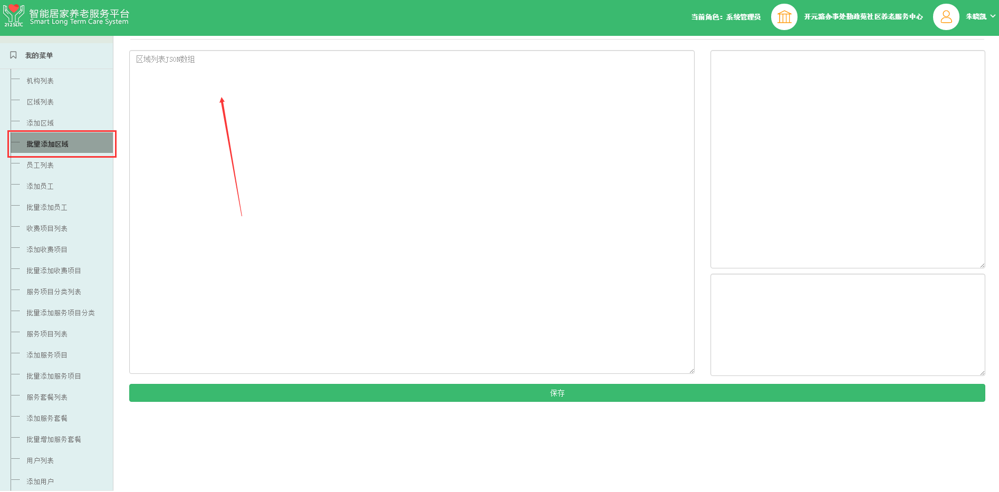 智能居家养老服务平台
Smart Long Term Care System
212 SLTC
当前角色：系统管理员
开元路办事处勤政苑社区养老服务中心
朱晓凯
我的菜单
机构列表
区域列表
添加区域
批量添加区域
员工列表
添加员工
批量添加员工
收费项目列表
添加收费项目
批量添加收费项目
服务项目分类列表
批量添加服务项目分类
服务项目列表
添加服务项目
批量添加服务项目
服务套餐列表
添加服务套餐
批量增加服务套餐
用户列表
添加用户
区域列表JSON数组
保存